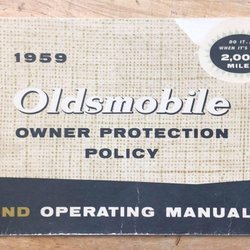 1959
DO IT...
WHEN IT'S
2,00
MILE
Oldsmobile
OWNER PROTECTION
POLICY
ND OPERATING MANUAL